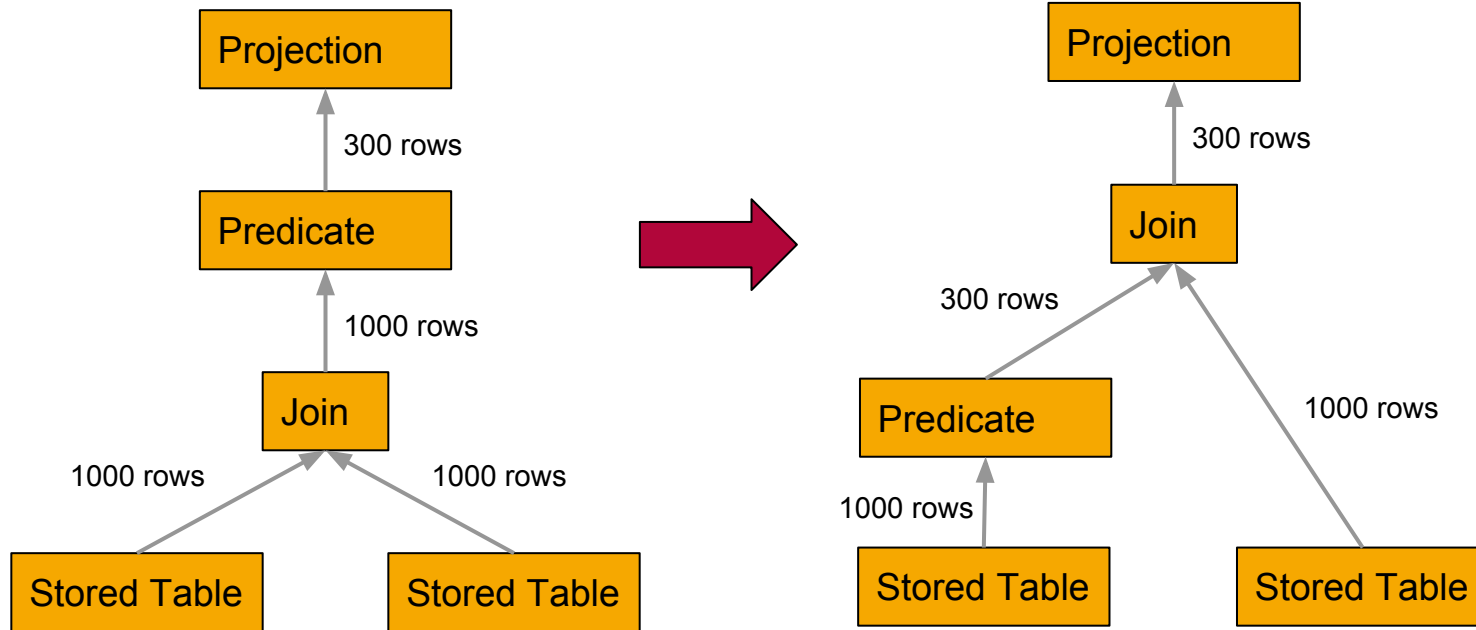 Projection
300 rows
Predicate
1000 rows
Join
1000 rows
1000 rows
Stored Table
Stored Table
Projection
300 rows
Join
300 rows
Predicate
1000 rows
1000 rows
Stored Table
Stored Table